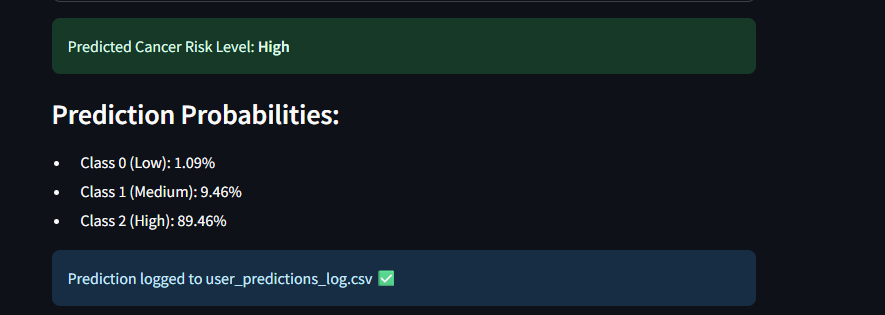 Predicted Cancer Risk Level: High
Prediction Probabilities:
• Class 0 (Low): 1.09%
• Class 1 (Medium): 9.46%
• Class 2 (High): 89.46%
Prediction logged to user_predictions_log.csv ✅